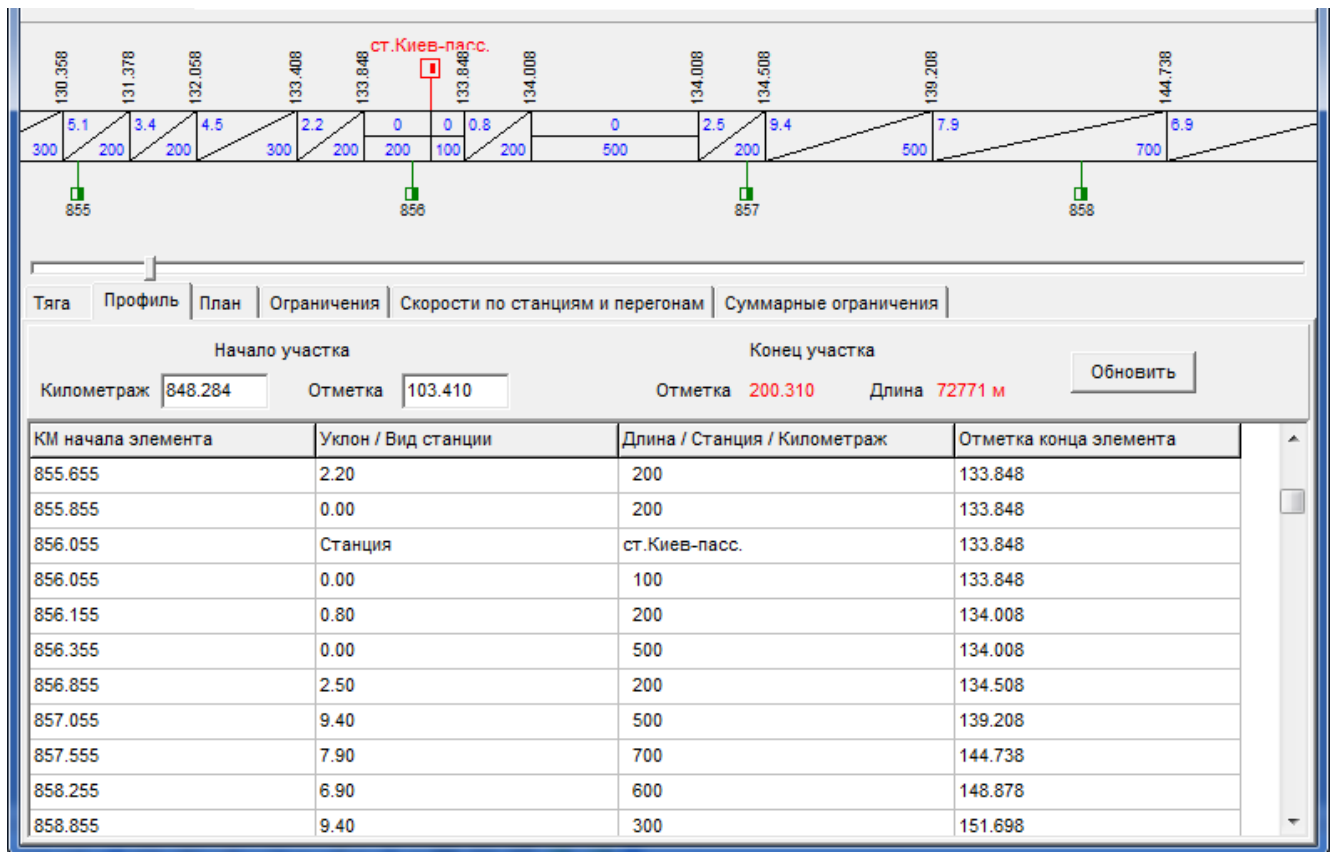 ст.Киев-пасс.
130.358 131.378 132.058 133.408 133.848 133.848 134.008 134.008 134.508 139.208 144.738
5.1 3.4 4.5 2.2 0 0 0.8 0 2.5 9.4 7.9 6.9
300 200 200 300 200 200 100 200 500 200 500 700
855 856 857 858
Тяга Профиль План Ограничения Скорости по станциям и перегонам Суммарные ограничения
Начало участка Конец участка
Километраж 848.284 Отметка 103.410 Отметка 200.310 Длина 72771 м Обновить
КМ начала элемента Уклон / Вид станции Длина / Станция / Километраж Отметка конца элемента
855.655 2.20 200 133.848
855.855 0.00 200 133.848
856.055 Станция ст.Киев-пасс. 133.848
856.055 0.00 100 133.848
856.155 0.80 200 134.008
856.355 0.00 500 134.008
856.855 2.50 200 134.508
857.055 9.40 500 139.208
857.555 7.90 700 144.738
858.255 6.90 600 148.878
858.855 9.40 300 151.698